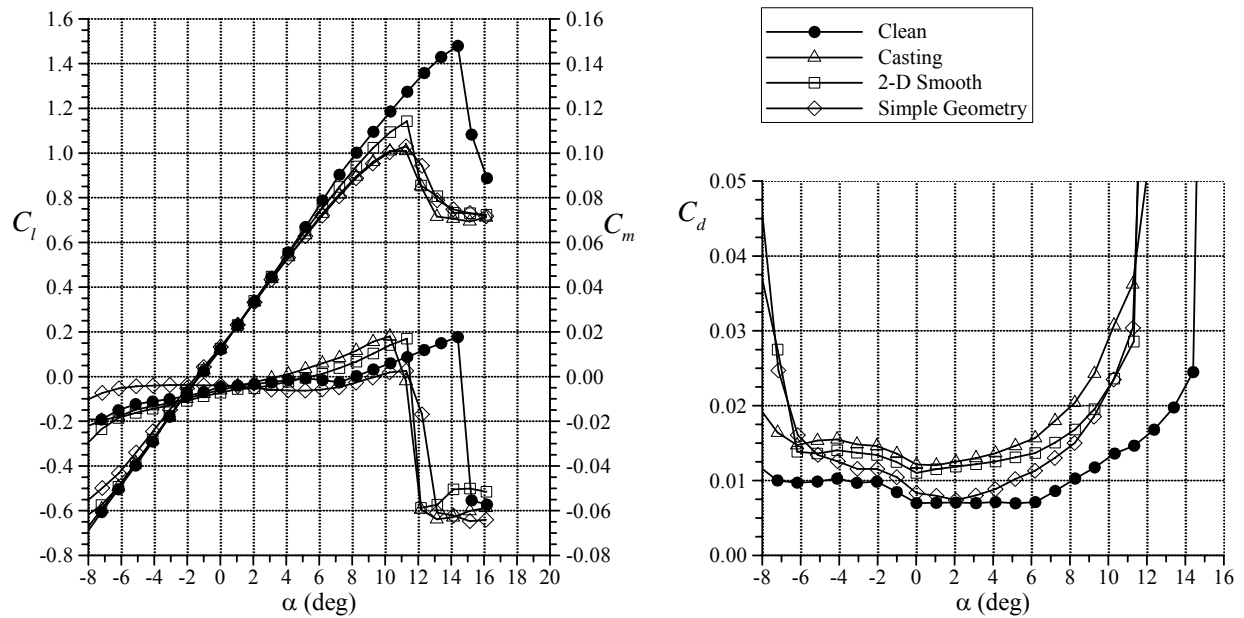 1.6
1.4
1.2
1.0
0.8
0.6
0.4
0.2
0.0
-0.2
-0.4
-0.6
-0.8
C_l
0.16
0.14
0.12
0.10
0.08
0.06
0.04
0.02
0.00
-0.02
-0.04
-0.06
-0.08
C_m
-8 -6 -4 -2 0 2 4 6 8 10 12 14 16 18 20
α (deg)
Clean
Casting
2-D Smooth
Simple Geometry
0.05
0.04
0.03
0.02
0.01
0.00
C_d
-8 -6 -4 -2 0 2 4 6 8 10 12 14 16
α (deg)